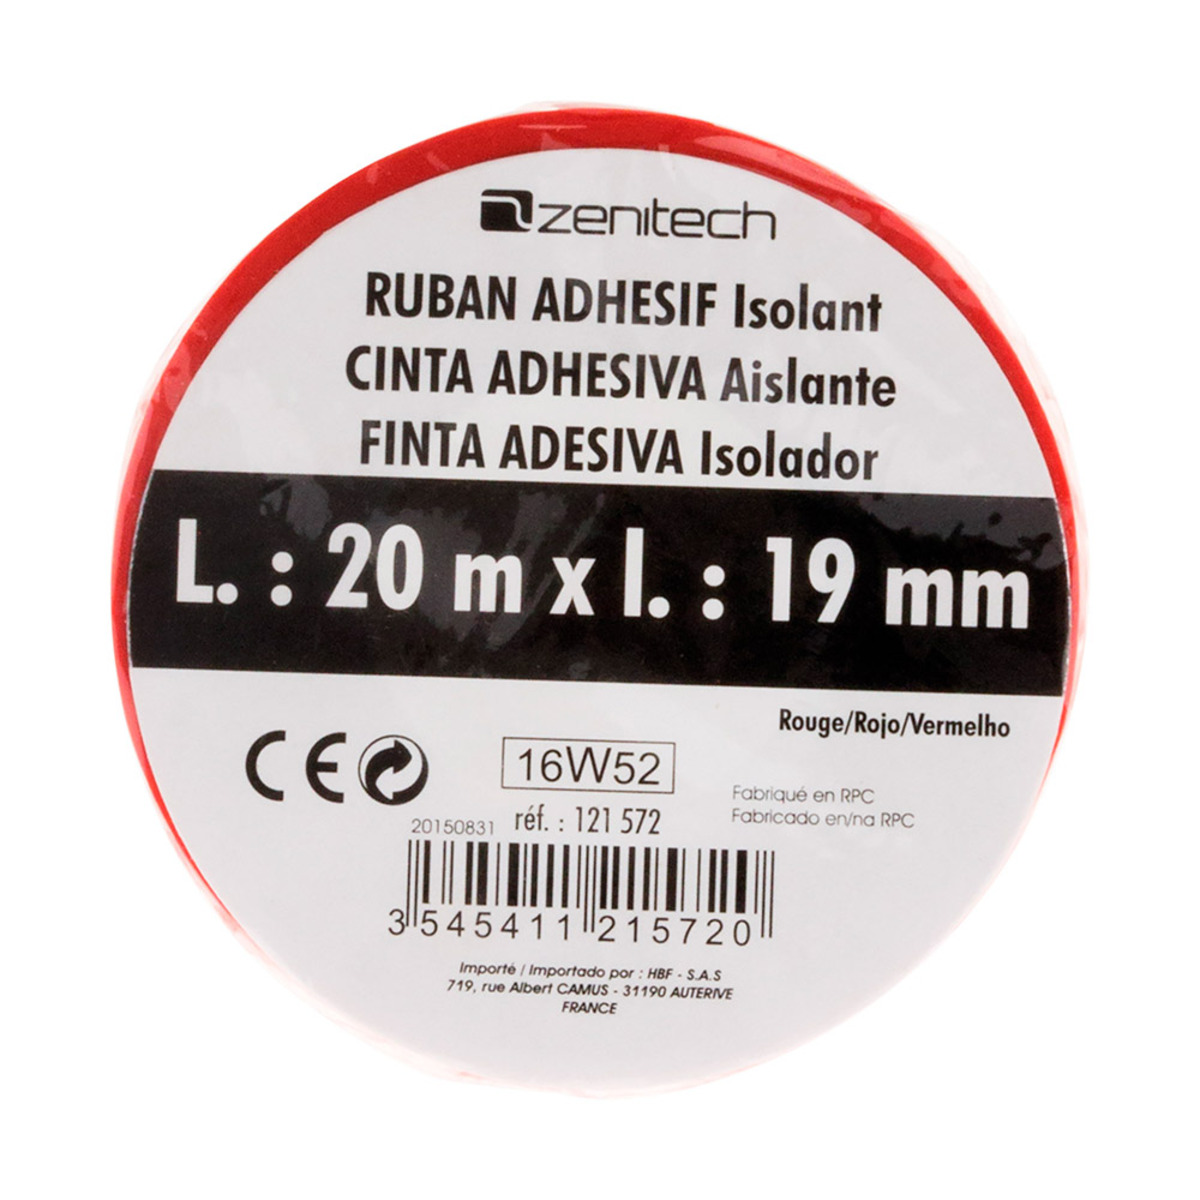 zenitech
RUBAN ADHESIF Isolant
CINTA ADHESIVA Aislante
FINTA ADESIVA Isolador
L. : 20 m x l. : 19 mm
Rouge/Rojo/Vermelho
CE
16W52
Fabriqué en RPC
Fabricado en/na RPC
20150831 réf. : 121 572
3 545411 215720
Importé / Importado por : HBF - S.A.S
719, rue Albert CAMUS - 31190 AUTERIVE
FRANCE